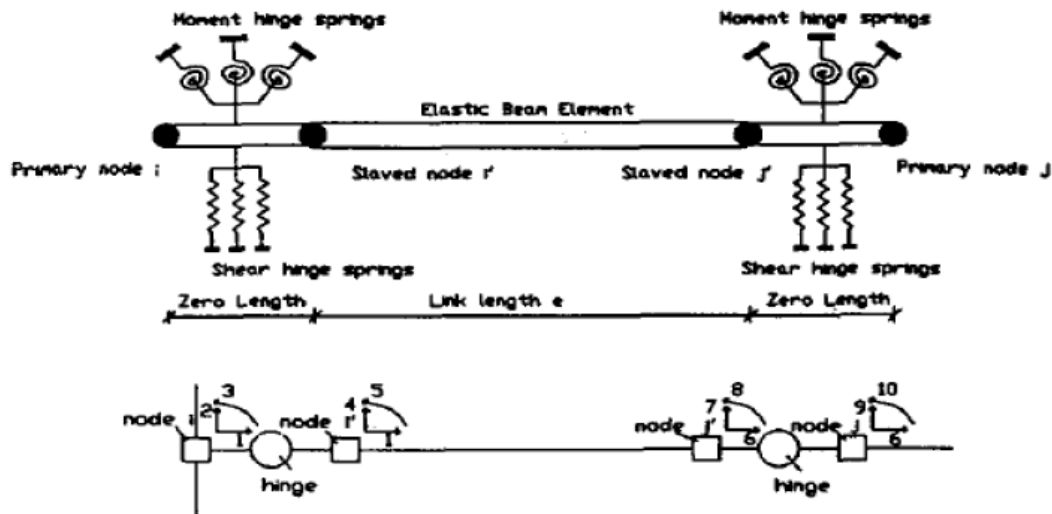 Moment hinge springs Moment hinge springs
Elastic Beam Element
Primary node i Slaved node i' Slaved node j' Primary node j
Shear hinge springs Shear hinge springs
Zero Length Link length e Zero Length
3 5 8 10
2 4 7 9
node i node i' node j' node j
1 1 6 6
hinge hinge